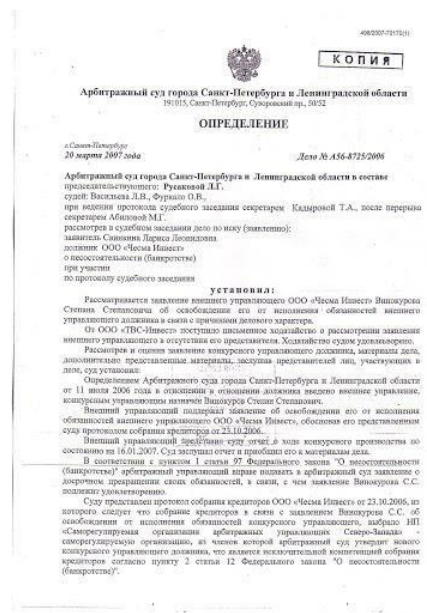 498/2007-70170(1)
КОПИЯ
Арбитражный суд города Санкт-Петербурга и Ленинградской области
191015, Санкт-Петербург, Суворовский пр., 50/52
ОПРЕДЕЛЕНИЕ
г.Санкт-Петербург
20 марта 2007 года Дело № А56-8725/2006
Арбитражный суд города Санкт-Петербурга и Ленинградской области в составе
председательствующего: Русаковой Л.Г.
судей: Васильева Л.В., Фуркало О.В.,
при ведении протокола судебного заседания секретарем Кадыровой Т.А., после перерыва
секретарем Абиловой М.Г.
рассмотрев в судебном заседании дело по иску (заявлению):
заявитель Синюкина Лариса Леонидовна
должник ООО «Чесма Инвест»
о несостоятельности (банкротстве)
при участии
по протоколу судебного заседания
установил:
Рассматривается заявление внешнего управляющего ООО «Чесма Инвест» Винокурова
Степана Степановича об освобождении его от исполнения обязанностей внешнего
управляющего должника в связи с причинами делового характера.
От ООО «ТВС-Инвест» поступило письменное ходатайство о рассмотрении заявления
внешнего управляющего в отсутствии его представителя. Ходатайство судом удовлетворено.
Рассмотрев и оценив заявление конкурсного управляющего должника, материалы дела,
дополнительно представленные материалы, заслушав представителей лиц, участвующих в
деле, суд установил:
Определением Арбитражного суда города Санкт-Петербурга и Ленинградской области
от 11 июля 2006 года в отношении в отношении должника введено внешнее управление,
конкурсным управляющим назначен Винокуров Степан Степанович.
Внешний управляющий поддержал заявление об освобождении его от исполнения
обязанностей внешнего управляющего ООО «Чесма Инвест», обосновав его представленным
суду протоколом собрания кредиторов от 23.10.2006.
Внешний управляющий представил суду отчет о ходе конкурсного производства по
состоянию на 16.01.2007. Суд заслушал отчет и приобщил его к материалам дела.
В соответствии с пунктом 1 статьи 97 Федерального закона "О несостоятельности
(банкротстве)" арбитражный управляющий вправе подавать в арбитражный суд заявление о
досрочном прекращении своих обязанностей, в связи, с чем заявление Винокурова С.С.
подлежит удовлетворению.
Суду представлен протокол собрания кредиторов ООО «Чесма Инвест» от 23.10.2006, из
которого следует что собрание кредиторов в связи с заявлением Винокурова С.С. об
освобождении от исполнения обязанностей конкурсного управляющего, выбрало НП
«Саморегулируемая организация арбитражных управляющих Северо-Запада» -
саморегулируемую организацию, из членов которой арбитражный суд утвердит нового
конкурсного управляющего должника, что является исключительной компетенцией собрания
кредиторов согласно пункту 2 статьи 12 Федерального закона "О несостоятельности
(банкротстве)".